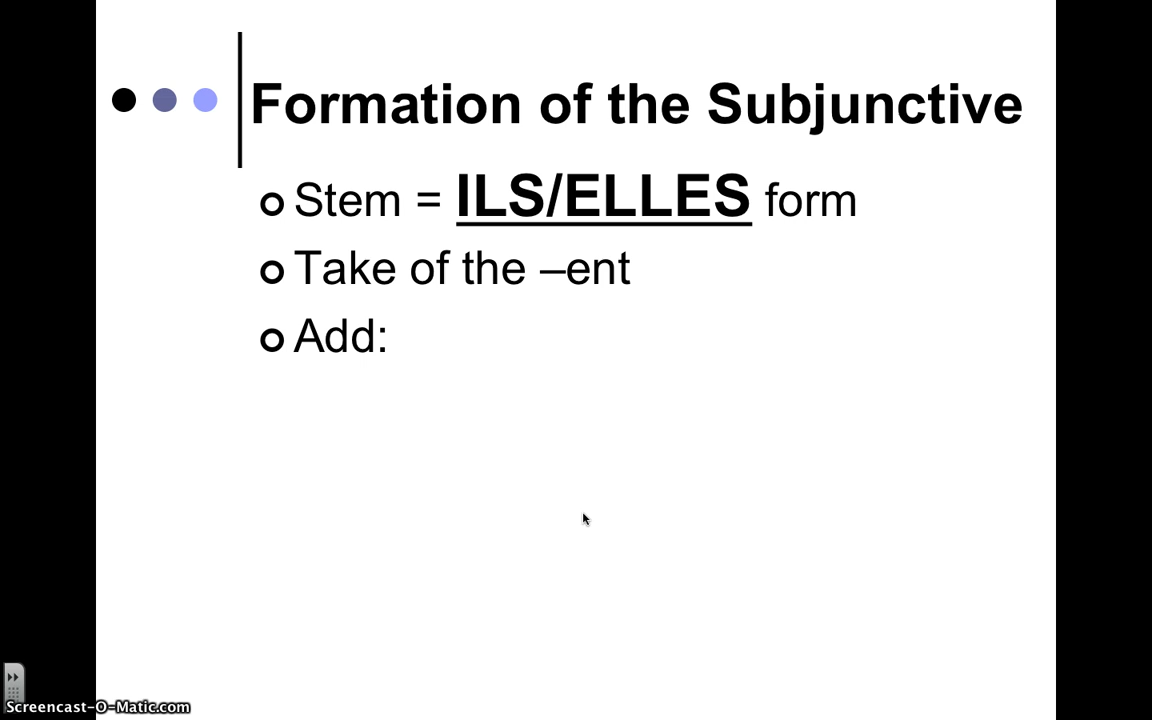 Formation of the Subjunctive
Stem = ILS/ELLES form
Take of the –ent
Add:
Screencast-O-Matic.com